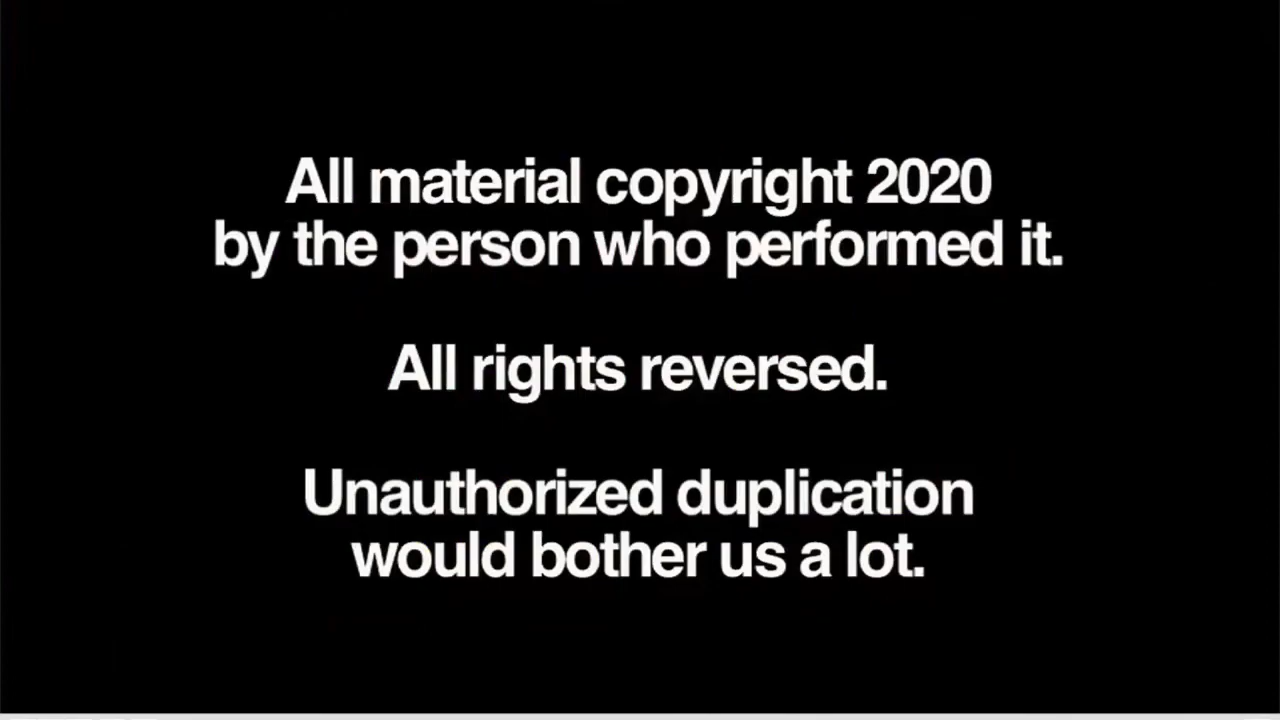 All material copyright 2020
by the person who performed it.
All rights reversed.
Unauthorized duplication
would bother us a lot.